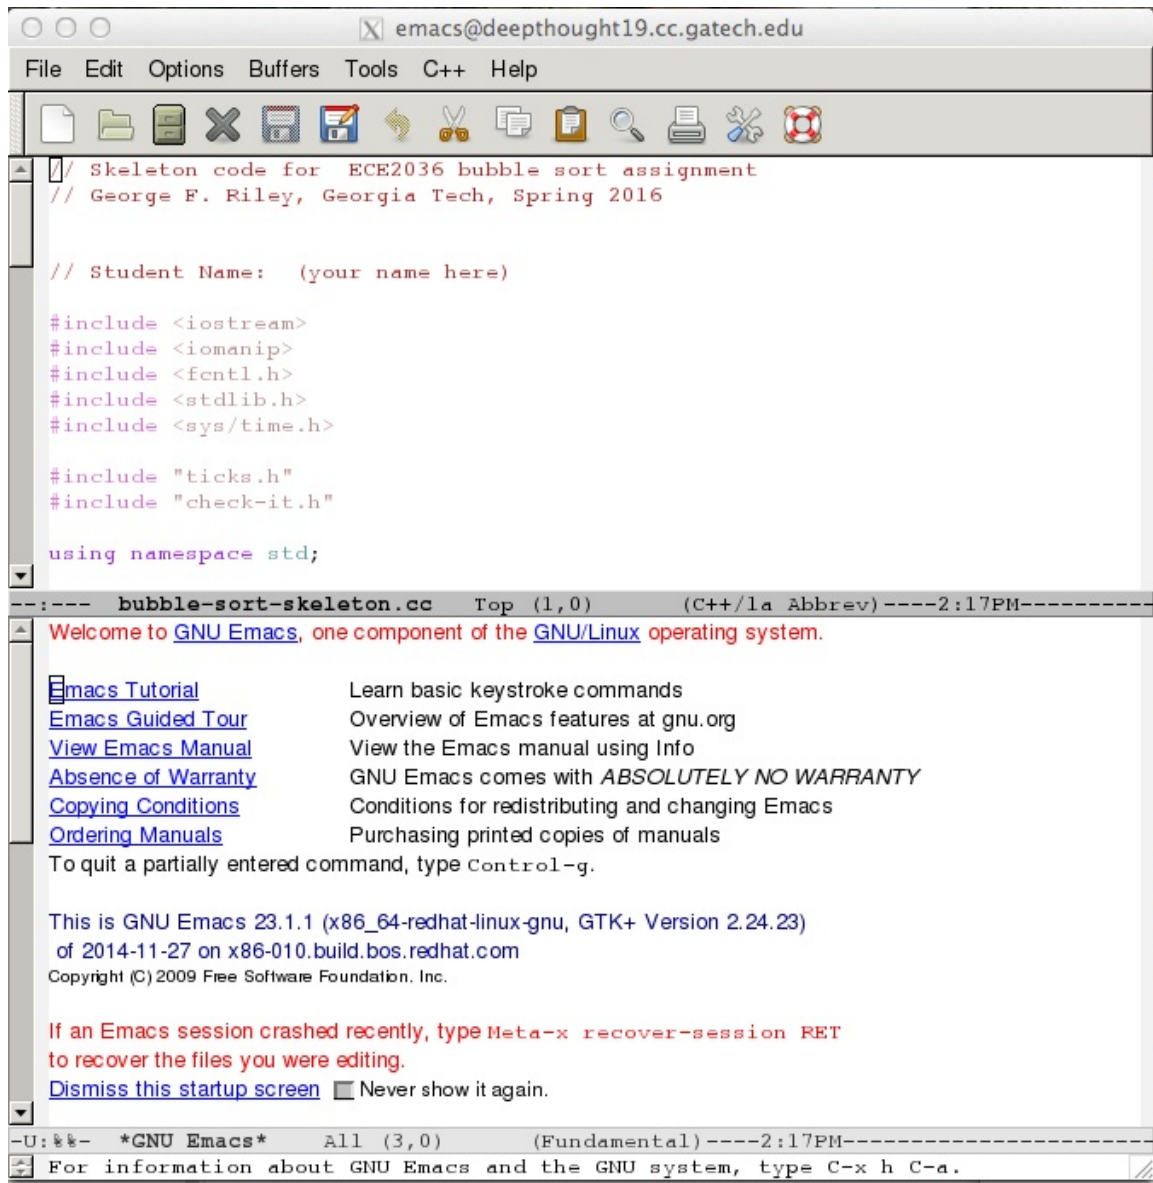 emacs@deepthought19.cc.gatech.edu
File Edit Options Buffers Tools C++ Help
// Skeleton code for  ECE2036 bubble sort assignment
// George F. Riley, Georgia Tech, Spring 2016
// Student Name:  (your name here)
#include <iostream>
#include <iomanip>
#include <fcntl.h>
#include <stdlib.h>
#include <sys/time.h>
#include "ticks.h"
#include "check-it.h"
using namespace std;
--:---  bubble-sort-skeleton.cc   Top (1,0)       (C++/la Abbrev)----2:17PM----------
Welcome to GNU Emacs, one component of the GNU/Linux operating system.
Emacs Tutorial Learn basic keystroke commands
Emacs Guided Tour Overview of Emacs features at gnu.org
View Emacs Manual View the Emacs manual using Info
Absence of Warranty GNU Emacs comes with ABSOLUTELY NO WARRANTY
Copying Conditions Conditions for redistributing and changing Emacs
Ordering Manuals Purchasing printed copies of manuals
To quit a partially entered command, type Control-g.
This is GNU Emacs 23.1.1 (x86_64-redhat-linux-gnu, GTK+ Version 2.24.23)
of 2014-11-27 on x86-010.build.bos.redhat.com
Copyright (C) 2009 Free Software Foundation, Inc.
If an Emacs session crashed recently, type Meta-x recover-session RET
to recover the files you were editing.
Dismiss this startup screen Never show it again.
-U:%%-  *GNU Emacs*    All (3,0)       (Fundamental)----2:17PM-----------------------
For information about GNU Emacs and the GNU system, type C-x h C-a.